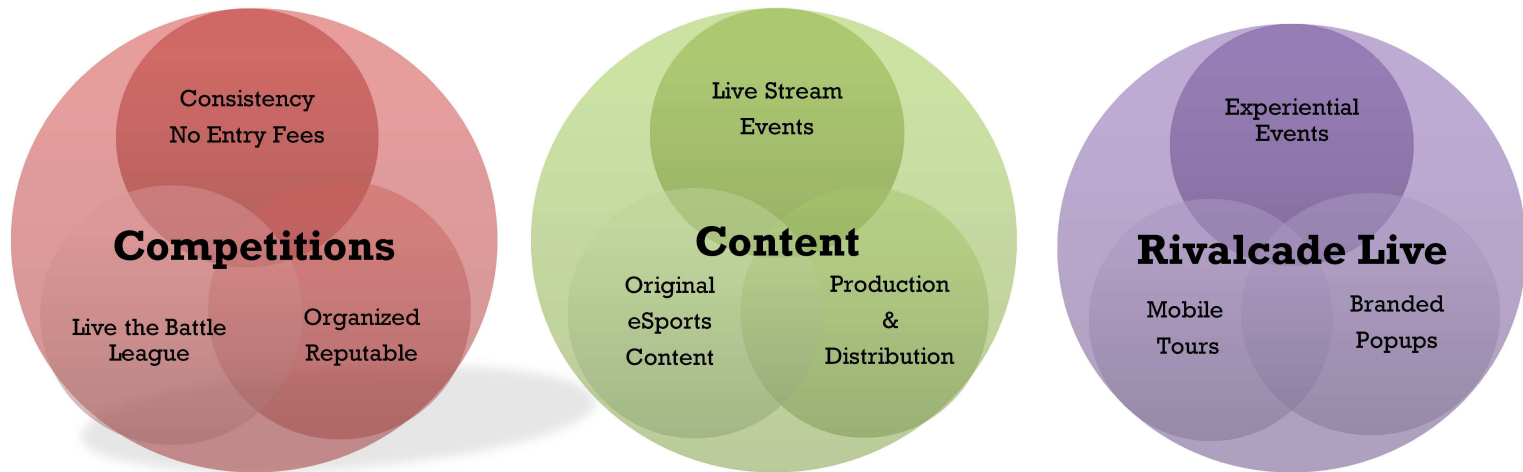 Consistency
No Entry Fees
Competitions
Live the Battle
League
Organized
Reputable
Live Stream
Events
Content
Original
eSports
Content
Production
&
Distribution
Experiential
Events
Rivalcade Live
Mobile
Tours
Branded
Popups